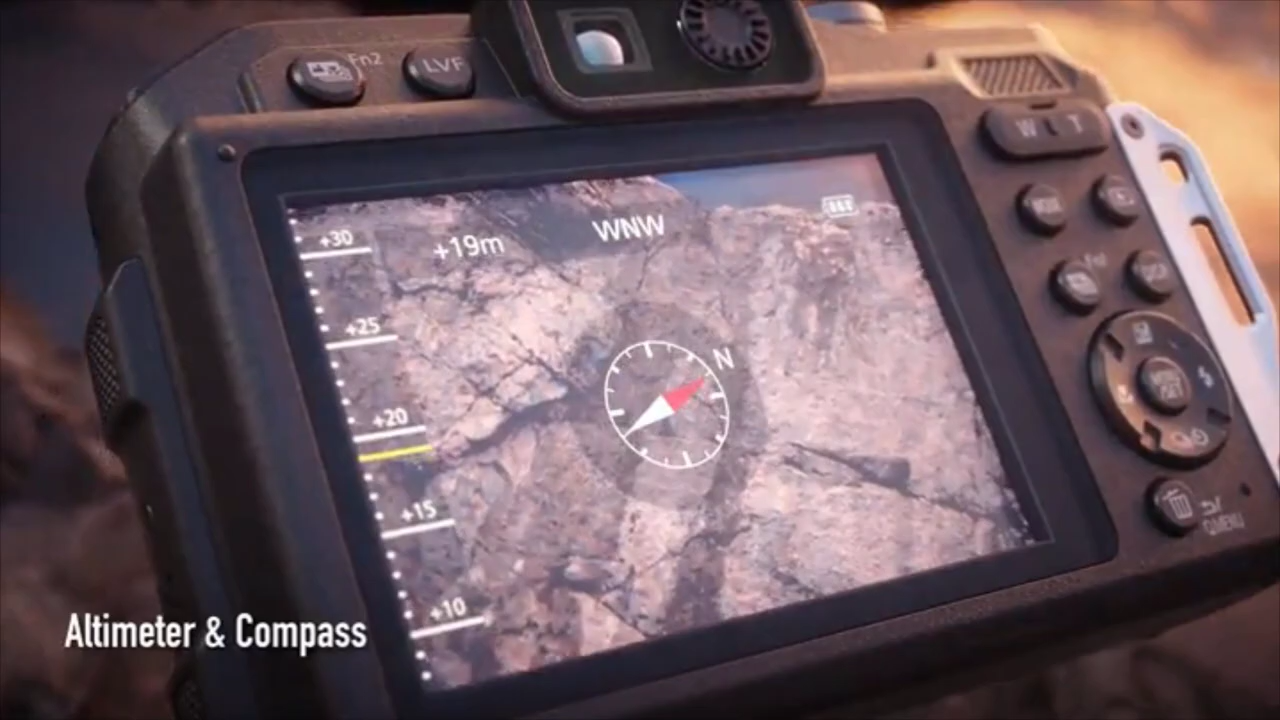 Fn2
LVF
W T
+30
+19m
WNW
+25
N
+20
+15
+10
MENU
Altimeter & Compass